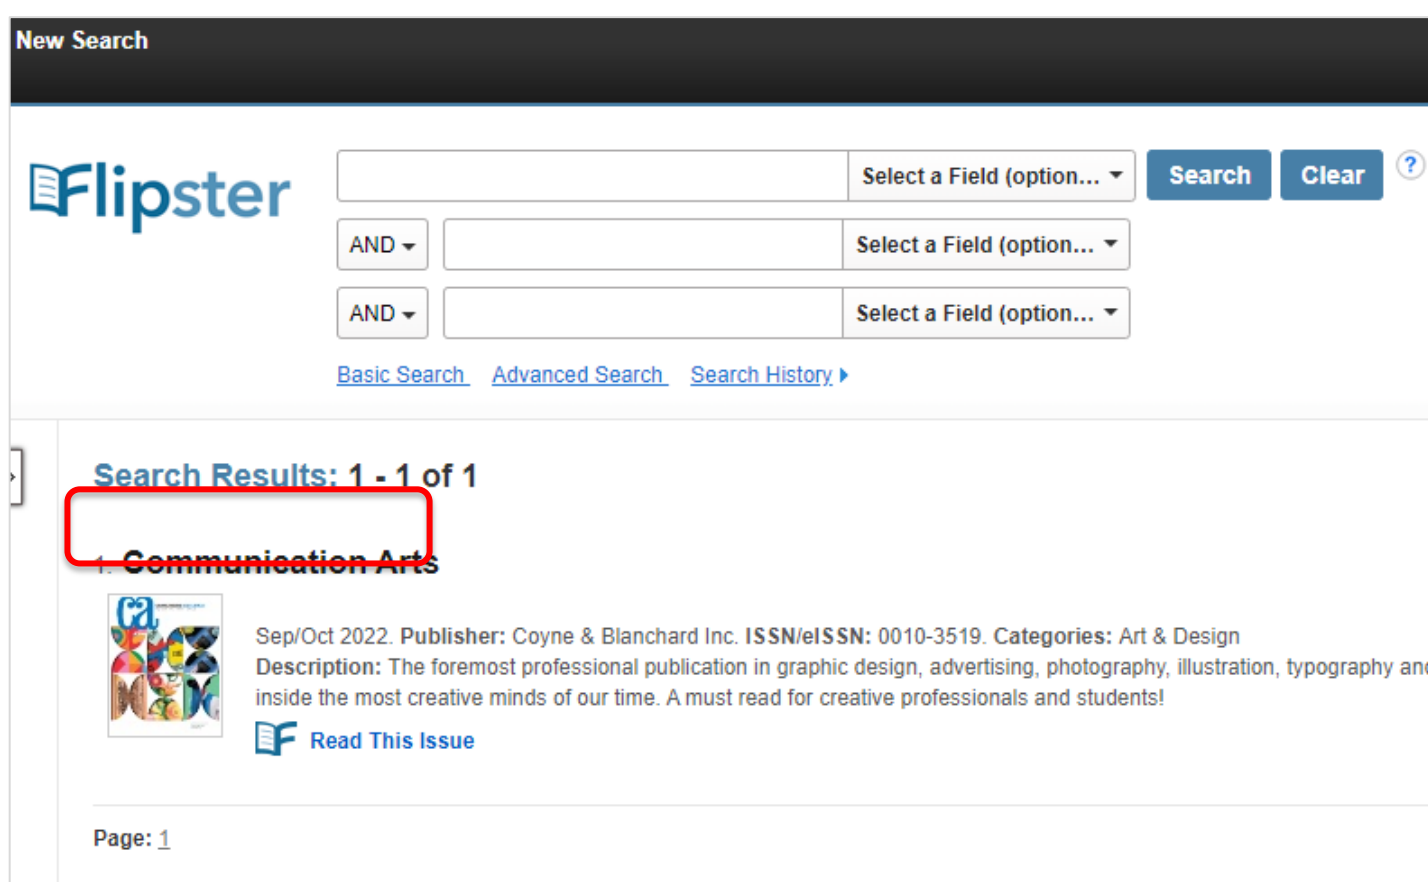 New Search
Flipster
Select a Field (option... Search Clear ?
AND Select a Field (option...
AND Select a Field (option...
Basic Search Advanced Search Search History
Search Results: 1 - 1 of 1
1. Communication Arts
ca
Sep/Oct 2022. Publisher: Coyne & Blanchard Inc. ISSN/eISSN: 0010-3519. Categories: Art & Design
Description: The foremost professional publication in graphic design, advertising, photography, illustration, typography and
inside the most creative minds of our time. A must read for creative professionals and students!
Read This Issue
Page: 1